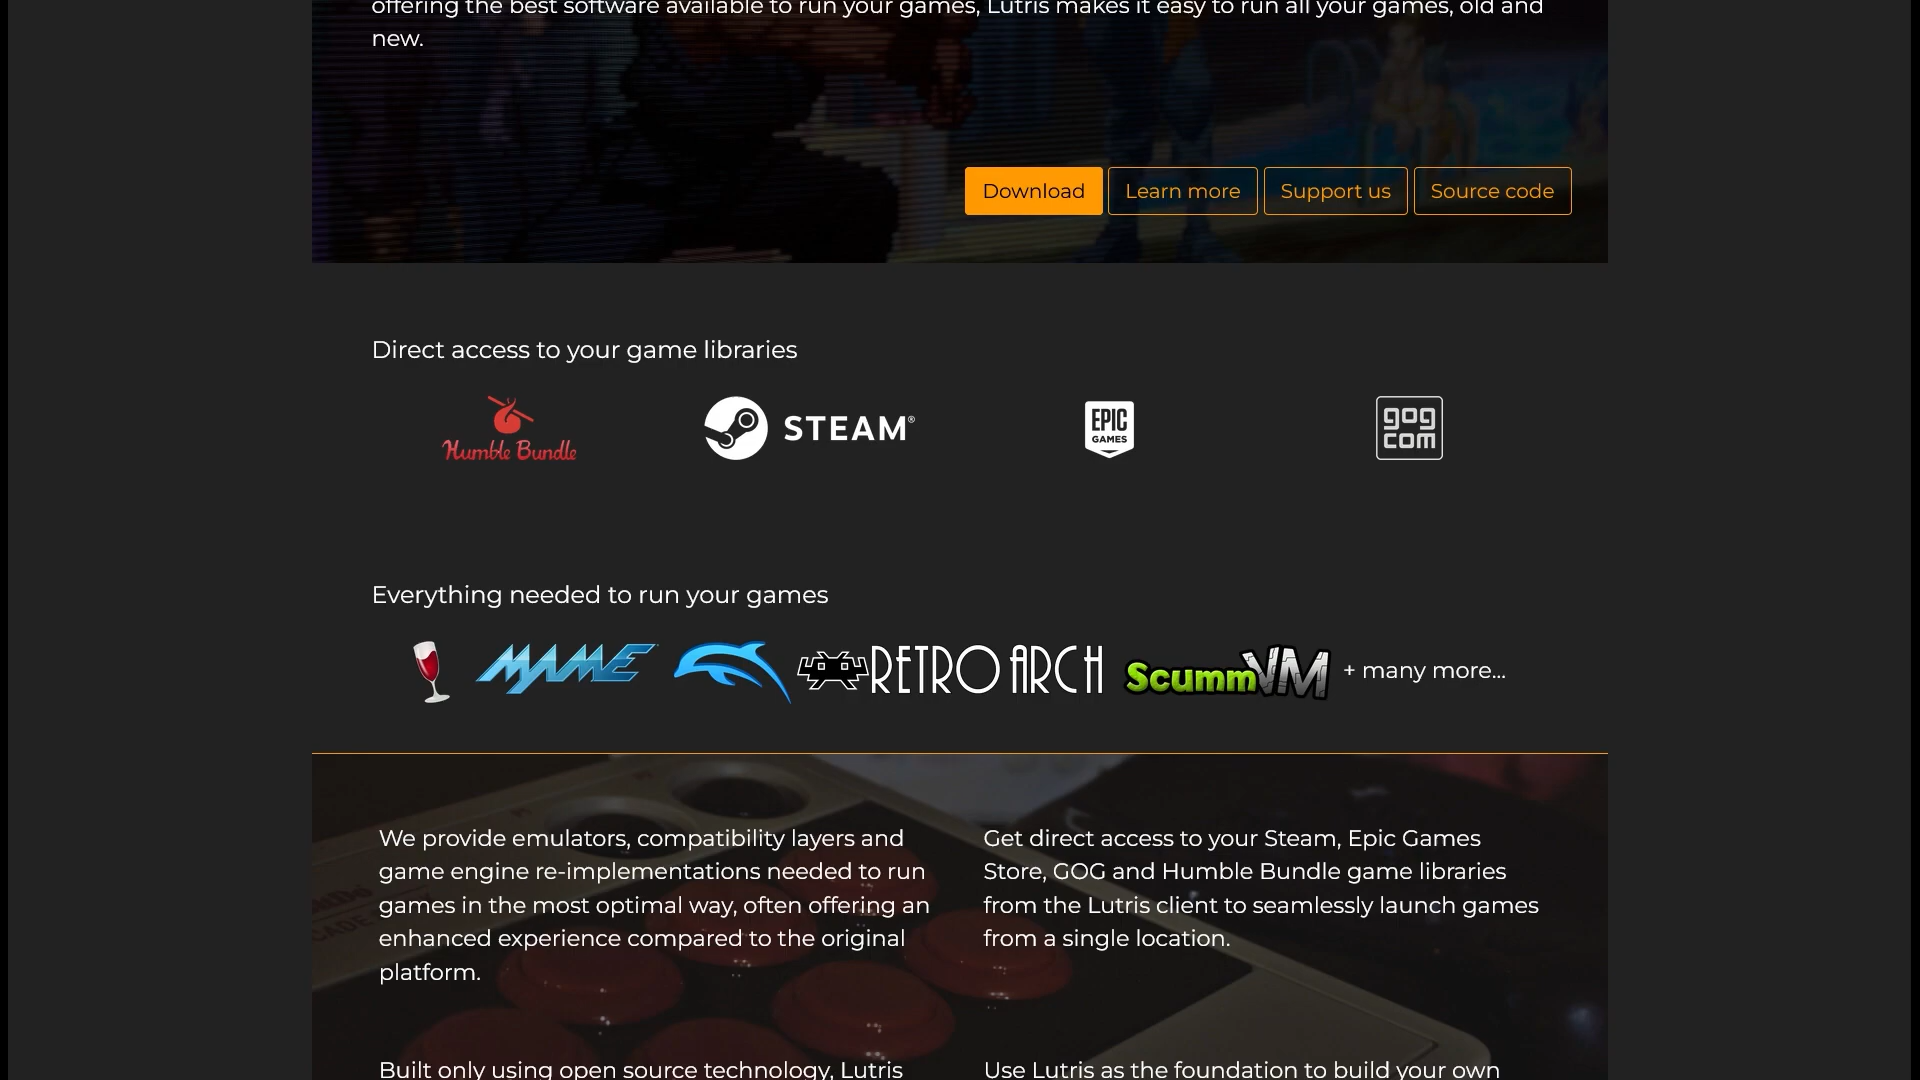 offering the best software available to run your games, Lutris makes it easy to run all your games, old and
new.
Download
Learn more
Support us
Source code
Direct access to your game libraries
Humble Bundle
STEAM®
EPIC
GAMES
gog
com
Everything needed to run your games
MAME
RETROARCH
ScummVM
+ many more...
We provide emulators, compatibility layers and
game engine re-implementations needed to run
games in the most optimal way, often offering an
enhanced experience compared to the original
platform.
Get direct access to your Steam, Epic Games
Store, GOG and Humble Bundle game libraries
from the Lutris client to seamlessly launch games
from a single location.
Built only using open source technology, Lutris
Use Lutris as the foundation to build your own